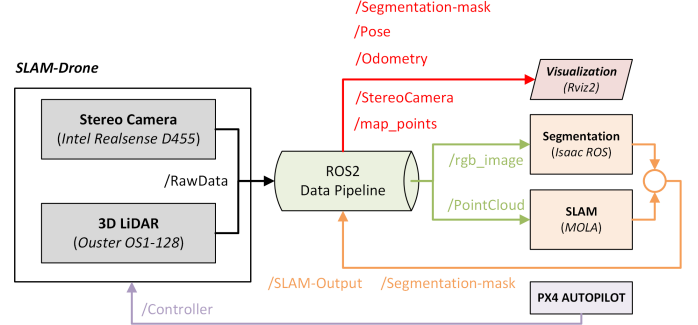 /Segmentation-mask
/Pose
/Odometry
SLAM-Drone
Visualization
(Rviz2)
/StereoCamera
/map_points
Stereo Camera
(Intel Realsense D455)
Segmentation
(Isaac ROS)
/rgb_image
ROS2
Data Pipeline
/RawData
/PointCloud
SLAM
(MOLA)
3D LiDAR
(Ouster OS1-128)
/SLAM-Output
/Segmentation-mask
/Controller
PX4 AUTOPILOT